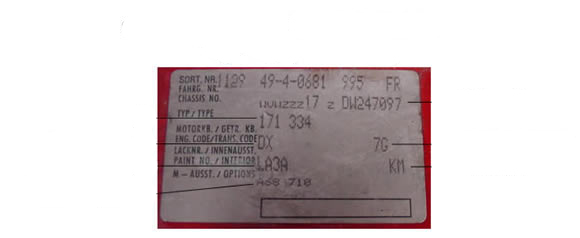 SORT. NR. 1129 49-4-0681 995 FR
FAHRG. NR.
CHASSIS NO. WVWZZZ17 Z DW247097
TYP / TYPE 171 334
MOTORKB. / GETR. KB.
ENG. CODE/TRANS. CODE DX 7G
LACKNR. / INNENAUSST.
PAINT. NO. / INTERIOR LA3A KM
M - AUSST. / OPTIONS A68 710